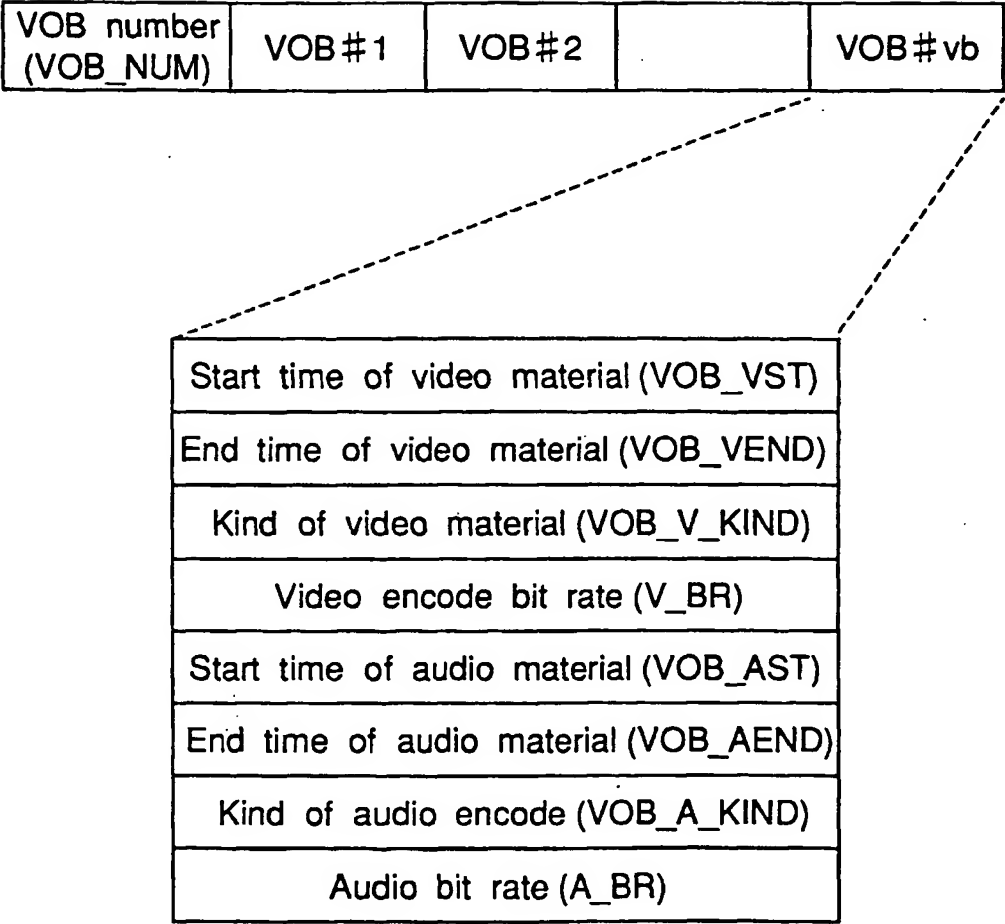 VOB number
(VOB_NUM)
VOB#1
VOB#2
VOB#vb
Start time of video material (VOB_VST)
End time of video material (VOB_VEND)
Kind of video material (VOB_V_KIND)
Video encode bit rate (V_BR)
Start time of audio material (VOB_AST)
End time of audio material (VOB_AEND)
Kind of audio encode (VOB_A_KIND)
Audio bit rate (A_BR)